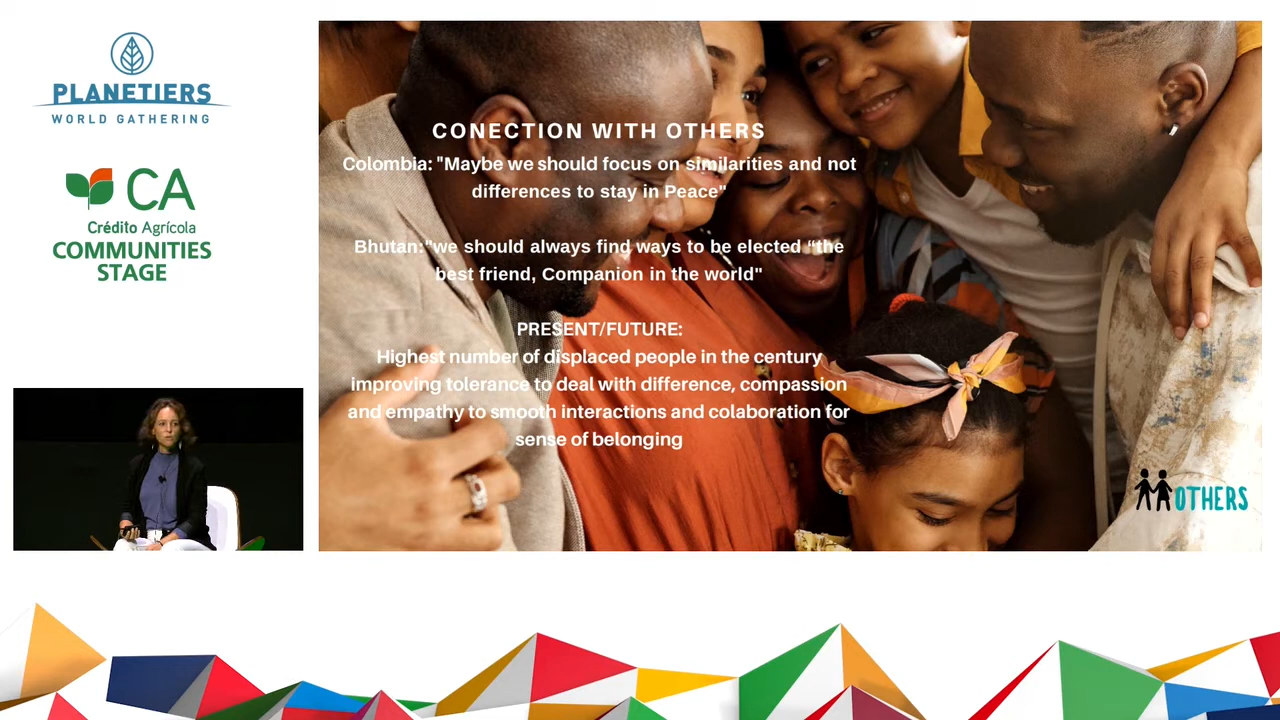 PLANETIERS
WORLD GATHERING
CA
Crédito Agrícola
COMMUNITIES
STAGE
CONECTION WITH OTHERS
Colombia: "Maybe we should focus on similarities and not
differences to stay in Peace"
Bhutan:"we should always find ways to be elected “the
best friend, Companion in the world"
PRESENT/FUTURE:
Highest number of displaced people in the century
improving tolerance to deal with difference, compassion
and empathy to smooth interactions and colaboration for
sense of belonging
OTHERS